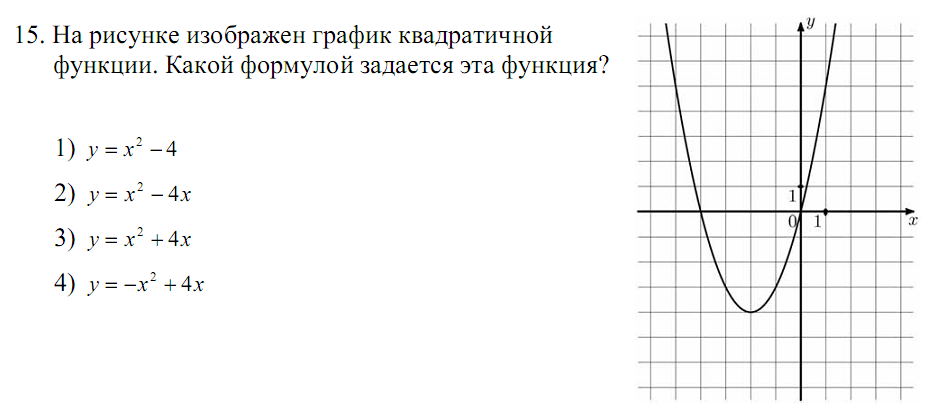 15. На рисунке изображен график квадратичной
функции. Какой формулой задается эта функция?
1) y = x² − 4
2) y = x² − 4x
3) y = x² + 4x
4) y = −x² + 4x
y
1
0 1 x